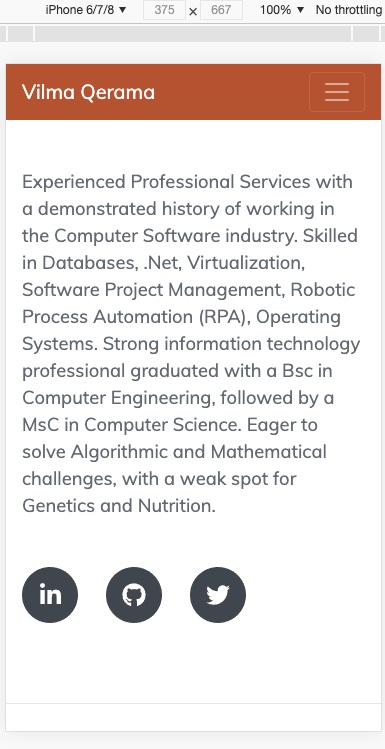 iPhone 6/7/8 ▼ 375 × 667 100% ▼ No throttling
Vilma Qerama
Experienced Professional Services with
a demonstrated history of working in
the Computer Software industry. Skilled
in Databases, .Net, Virtualization,
Software Project Management, Robotic
Process Automation (RPA), Operating
Systems. Strong information technology
professional graduated with a Bsc in
Computer Engineering, followed by a
MsC in Computer Science. Eager to
solve Algorithmic and Mathematical
challenges, with a weak spot for
Genetics and Nutrition.
in